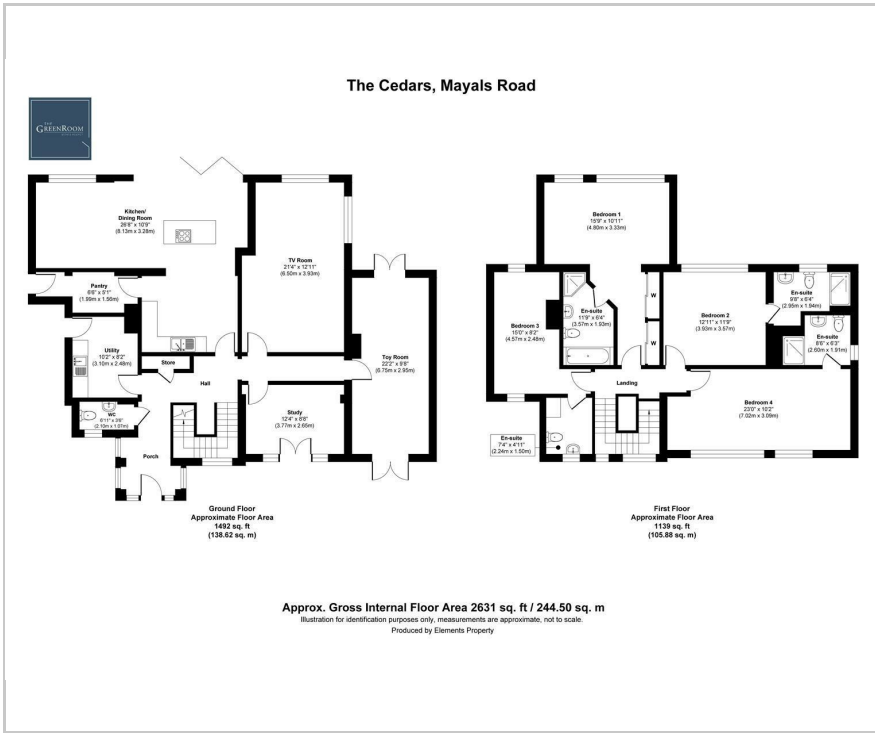 The Cedars, Mayals Road
THE
GREENROOM
Kitchen/
Dining Room
26'8" x 10'9"
(8.13m x 3.28m)
TV Room
21'4" x 12'11"
(6.50m x 3.93m)
Pantry
6'6" x 5'1"
(1.99m x 1.56m)
Utility
10'2" x 8'2"
(3.10m x 2.48m)
Store
Hall
Toy Room
22'2" x 9'8"
(6.75m x 2.95m)
WC
6'11" x 3'6"
(2.10m x 1.07m)
Study
12'4" x 8'8"
(3.77m x 2.65m)
Porch
Ground Floor
Approximate Floor Area
1492 sq. ft
(138.62 sq. m)
Bedroom 1
15'9" x 10'11"
(4.80m x 3.33m)
Bedroom 3
15'0" x 8'2"
(4.57m x 2.48m)
En-suite
11'9" x 6'4"
(3.57m x 1.93m)
W
W
Bedroom 2
12'11" x 11'9"
(3.93m x 3.57m)
En-suite
9'8" x 6'4"
(2.95m x 1.94m)
En-suite
8'6" x 6'3"
(2.60m x 1.91m)
Landing
Bedroom 4
23'0" x 10'2"
(7.02m x 3.09m)
En-suite
7'4" x 4'11"
(2.24m x 1.50m)
First Floor
Approximate Floor Area
1139 sq. ft
(105.88 sq. m)
Approx. Gross Internal Floor Area 2631 sq. ft / 244.50 sq. m
Illustration for identification purposes only, measurements are approximate, not to scale.
Produced by Elements Property